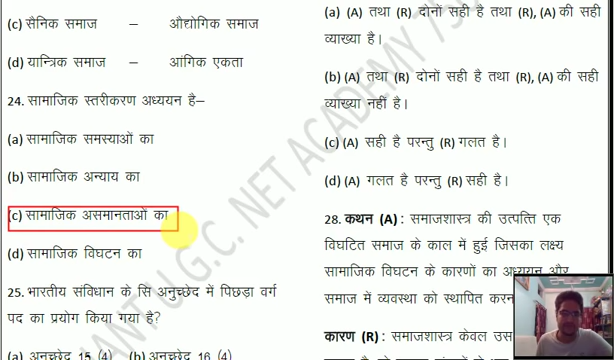 (c) सैनिक समाज – औद्योगिक समाज
(d) यान्त्रिक समाज – आंगिक एकता
24. सामाजिक स्तरीकरण अध्ययन है–
(a) सामाजिक समस्याओं का
(b) सामाजिक अन्याय का
(c) सामाजिक असमानताओं का
(d) सामाजिक विघटन का
25. भारतीय संविधान के सि अनुच्छेद में पिछड़ा वर्ग
पद का प्रयोग किया गया है?
(a) अनुच्छेद 15 (4) (b) अनुच्छेद 16 (4)
(a) (A) तथा (R) दोनों सही है तथा (R), (A) की सही
व्याख्या है।
(b) (A) तथा (R) दोनों सही है तथा (R), (A) की सही
व्याख्या नहीं है।
(c) (A) सही है परन्तु (R) गलत है।
(d) (A) गलत है परन्तु (R) सही है।
28. कथन (A) : समाजशास्त्र की उत्पत्ति एक
विघटित समाज के काल में हुई जिसका लक्ष्य
सामाजिक विघटन के कारणों का अध्ययन और
समाज में व्यवस्था को स्थापित
कारण (R) : समाजशास्त्र केवल उस
U.G.C. NET ACADEMY